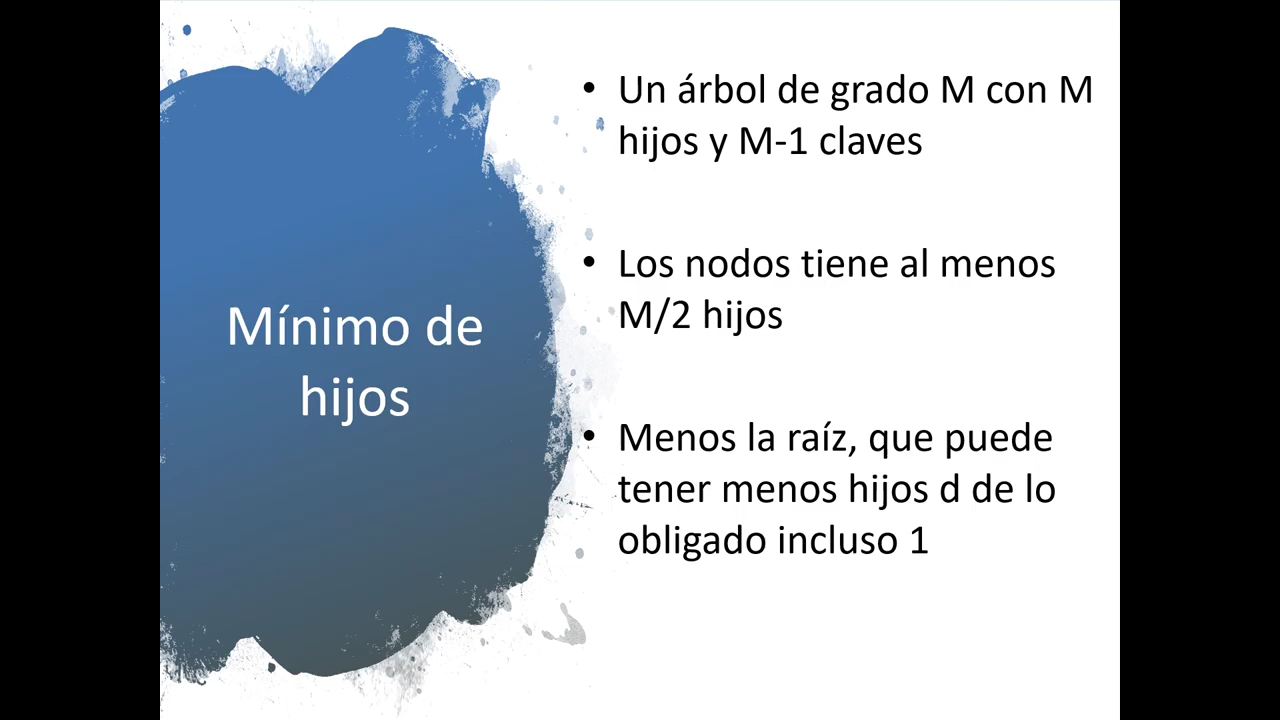 Mínimo de
hijos
• Un árbol de grado M con M
hijos y M-1 claves
• Los nodos tiene al menos
M/2 hijos
• Menos la raíz, que puede
tener menos hijos d de lo
obligado incluso 1